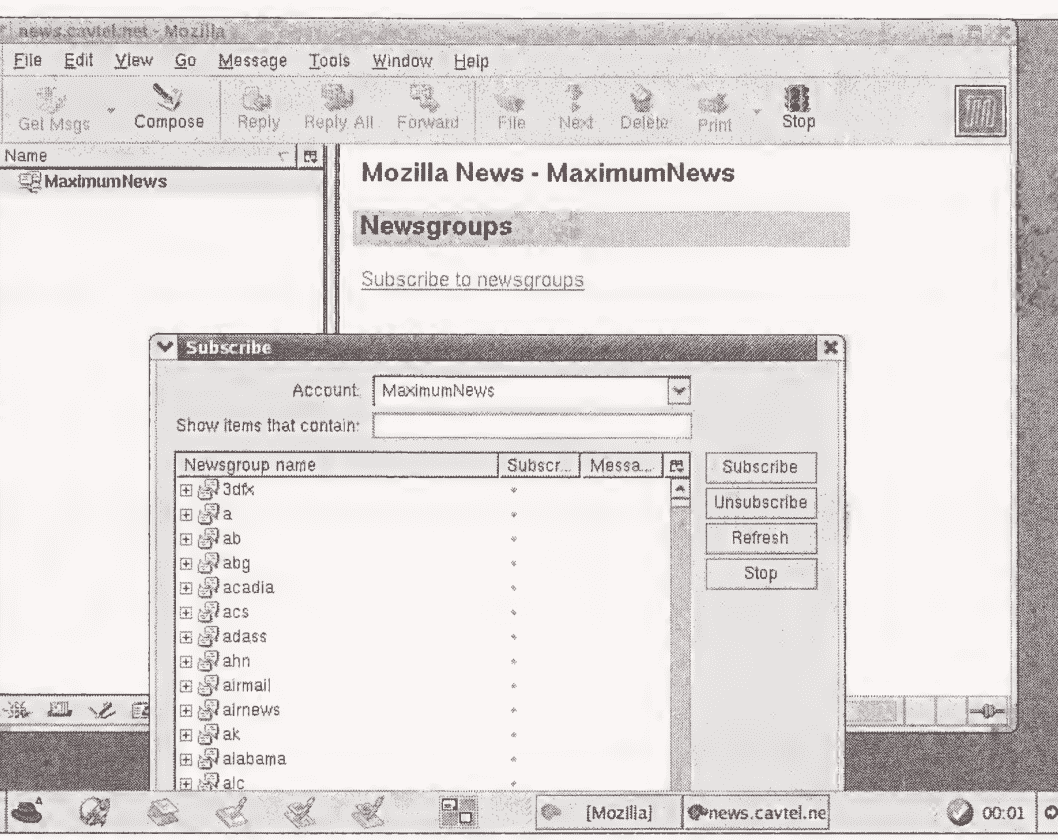 news.cavtel.net - Mozilla
File Edit View Go Message Tools Window Help
Get Msgs Compose Reply Reply All Forward File Next Delete Print Stop
Name
MaximumNews
Mozilla News - MaximumNews
Newsgroups
Subscribe to newsgroups
Subscribe
Account: MaximumNews
Show items that contain:
Newsgroup name Subscr... Messa...
Subscribe
Unsubscribe
Refresh
Stop
3dfx
a
ab
abg
acadia
acs
adass
ahn
airmail
airnews
ak
alabama
alc
[Mozilla] news.cavtel.ne 00:01